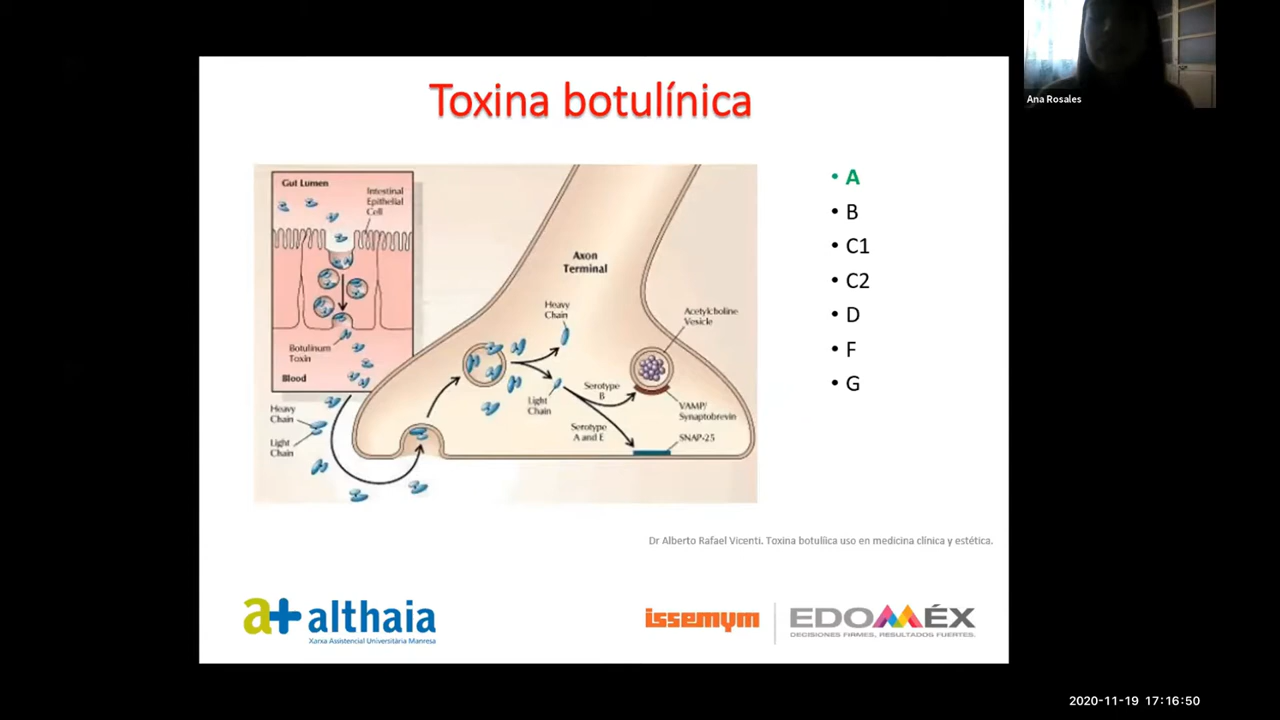 Ana Rosales
Toxina botulínica
Gut Lumen
Intestinal
Epithelial
Cell
Botulinum
Toxin
Blood
Heavy
Chain
Light
Chain
Axon
Terminal
Heavy
Chain
Light
Chain
Serotype
B
Serotype
A and E
Acetylcholine
Vesicle
VAMP/
Synaptobrevin
SNAP-25
• A
• B
• C1
• C2
• D
• F
• G
Dr Alberto Rafael Vicenti. Toxina botulíica uso en medicina clínica y estética.
a+ althaia
Xarxa Assistencial Universitària Manresa
issemym
EDOMÉX
DECISIONES FIRMES, RESULTADOS FUERTES.
2020-11-19 17:16:50